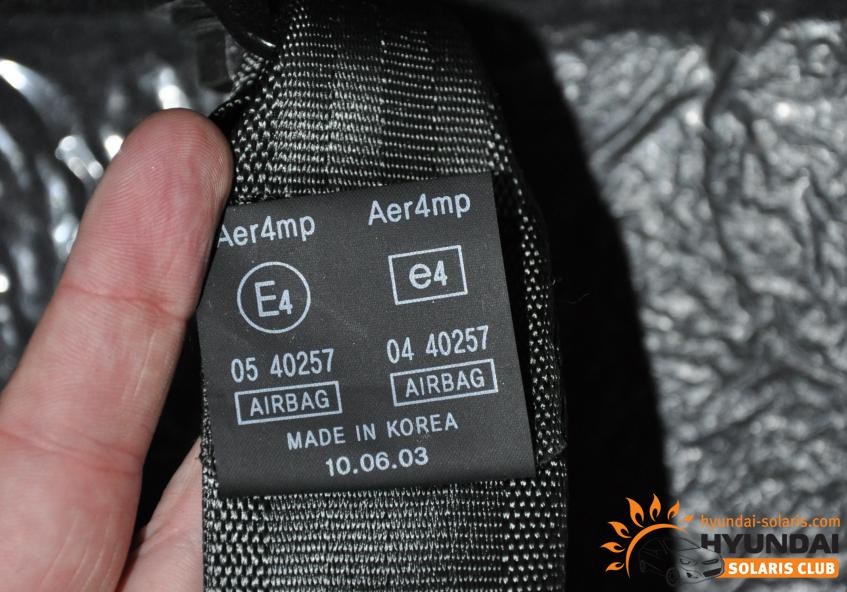 Aer4mp Aer4mp
E4 e4
05 40257 04 40257
AIRBAG AIRBAG
MADE IN KOREA
10.06.03
hyundai-solaris.com
HYUNDAI
SOLARIS CLUB